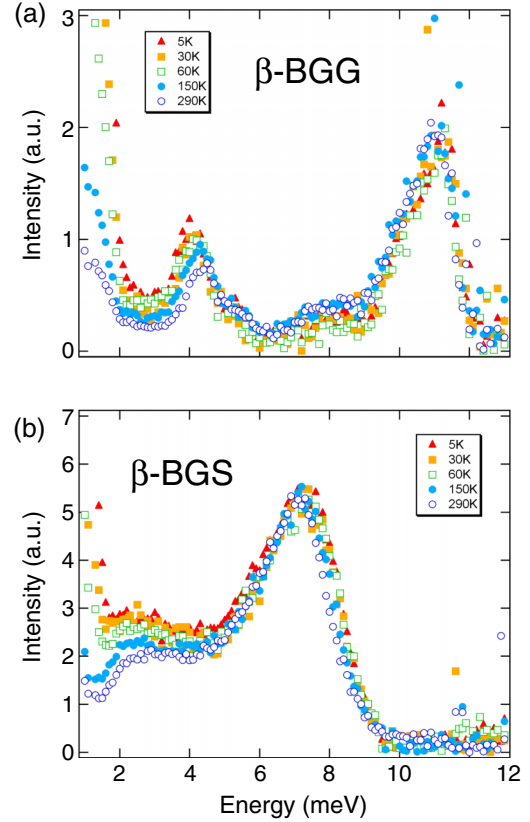 (a)
3
2
1
0
Intensity (a.u.)
5K
30K
60K
150K
290K
β-BGG
(b)
7
6
5
4
3
2
1
0
Intensity (a.u.)
β-BGS
5K
30K
60K
150K
290K
2 4 6 8 10 12
Energy (meV)